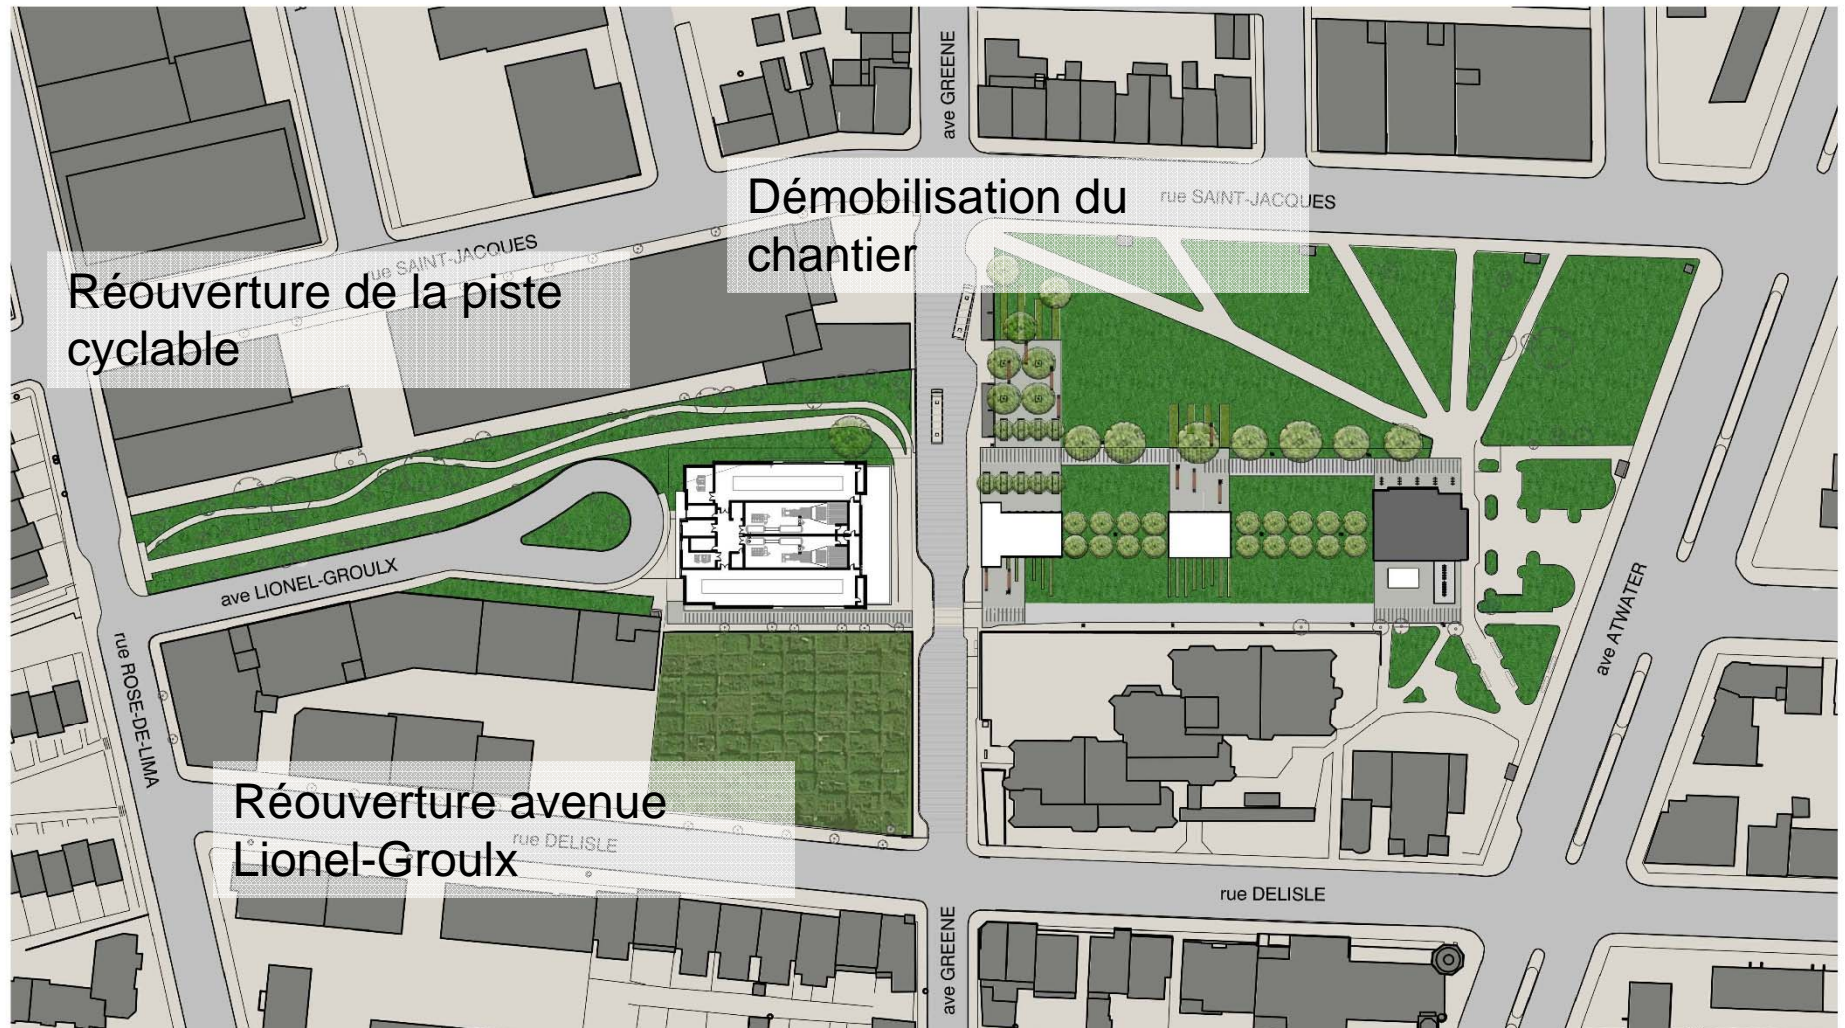 ave GREENE
Démobilisation du
chantier
rue SAINT-JACQUES
rue SAINT-JACQUES
Réouverture de la piste
cyclable
ave LIONEL-GROULX
rue ROSE-DE-LIMA
ave ATWATER
Réouverture avenue
Lionel-Groulx
rue DELISLE
rue DELISLE
ave GREENE